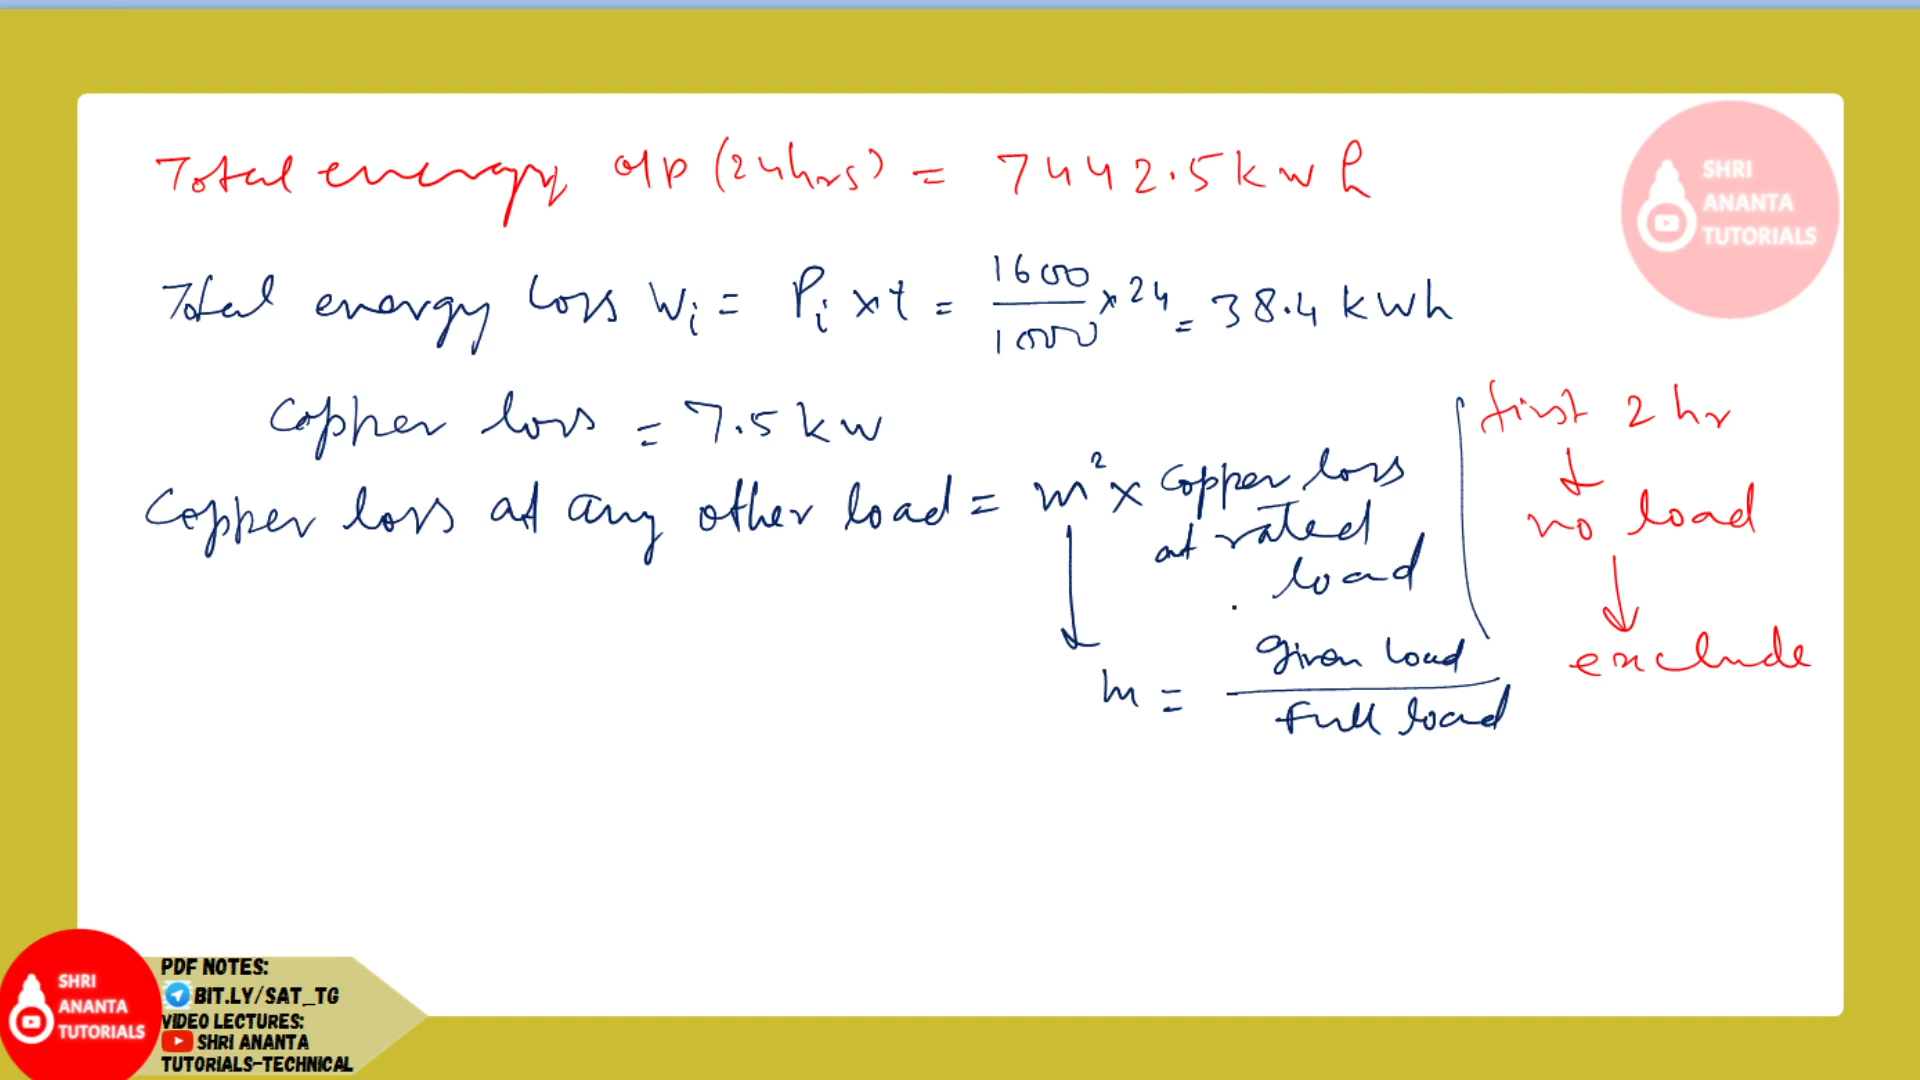 Total energy o/p (24hrs) = 7442.5kwh
SHRI
ANANTA
TUTORIALS
Total energy loss Wi = Pi x t = 1600/1000 x 24 = 38.4 kWh
Copper loss = 7.5 kw
Copper loss at any other load = m² x Copper loss
at rated
load
m = Given load / Full load
first 2 hr
↓
no load
↓
exclude
SHRI
ANANTA
TUTORIALS
PDF NOTES:
BIT.LY/SAT_TG
VIDEO LECTURES:
SHRI ANANTA
TUTORIALS-TECHNICAL